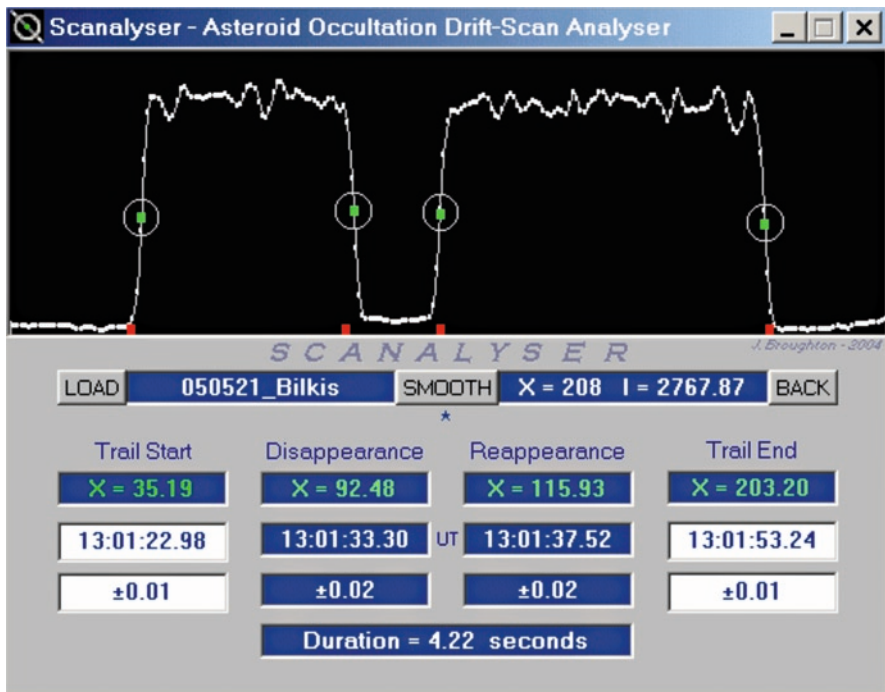 Scanalyser - Asteroid Occultation Drift-Scan Analyser
SCANALYSER
J. Broughton - 2004
LOAD 050521_Bilkis SMOOTH X = 208 I = 2767.87 BACK
*
Trail Start Disappearance Reappearance Trail End
X = 35.19 X = 92.48 X = 115.93 X = 203.20
13:01:22.98 13:01:33.30 UT 13:01:37.52 13:01:53.24
±0.01 ±0.02 ±0.02 ±0.01
Duration = 4.22 seconds